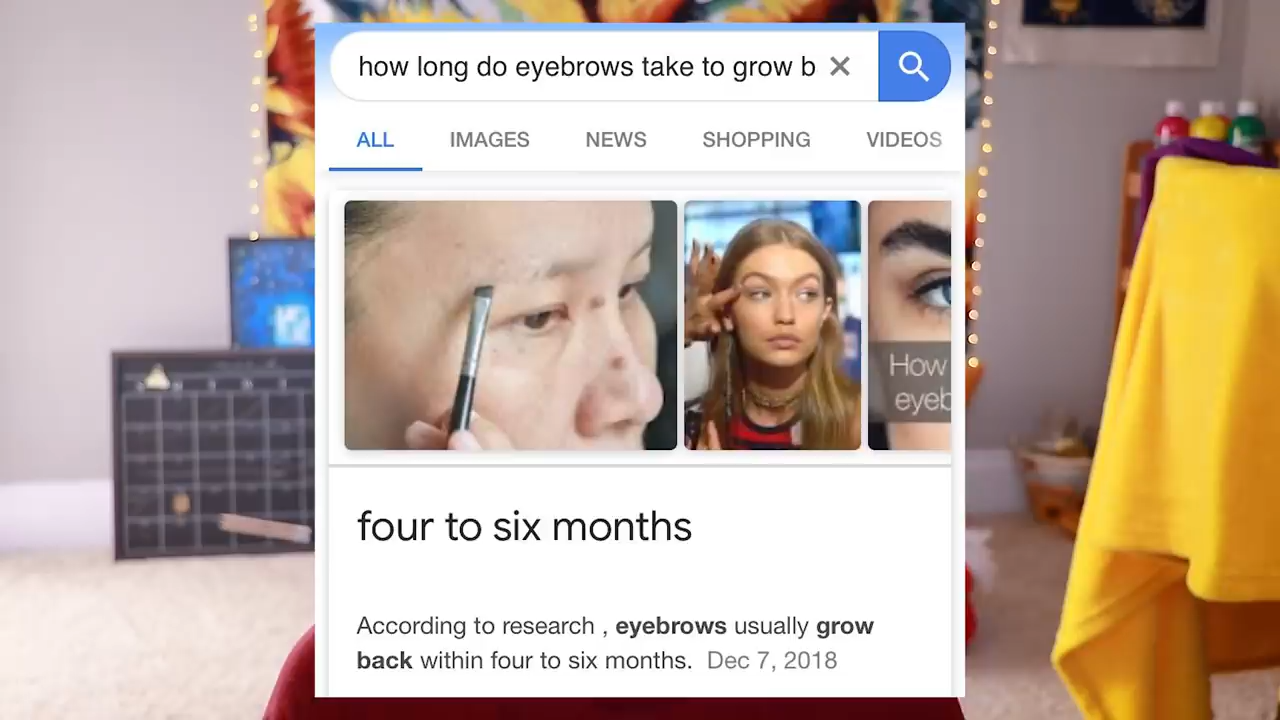 how long do eyebrows take to grow b
ALL IMAGES NEWS SHOPPING VIDEOS
How
eyeb
four to six months
According to research , eyebrows usually grow
back within four to six months. Dec 7, 2018